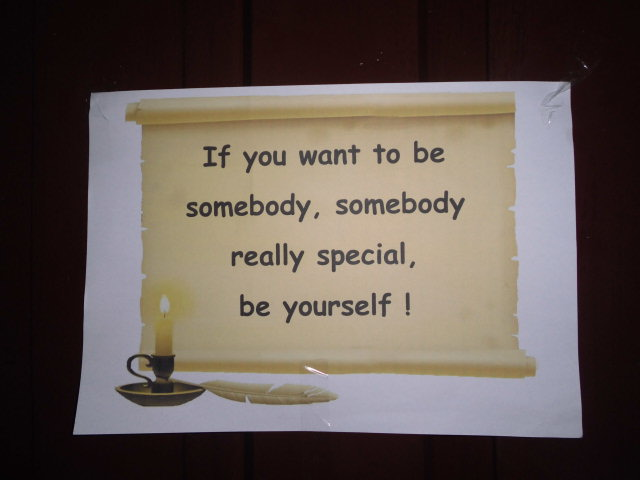 If you want to be
somebody, somebody
really special,
be yourself !